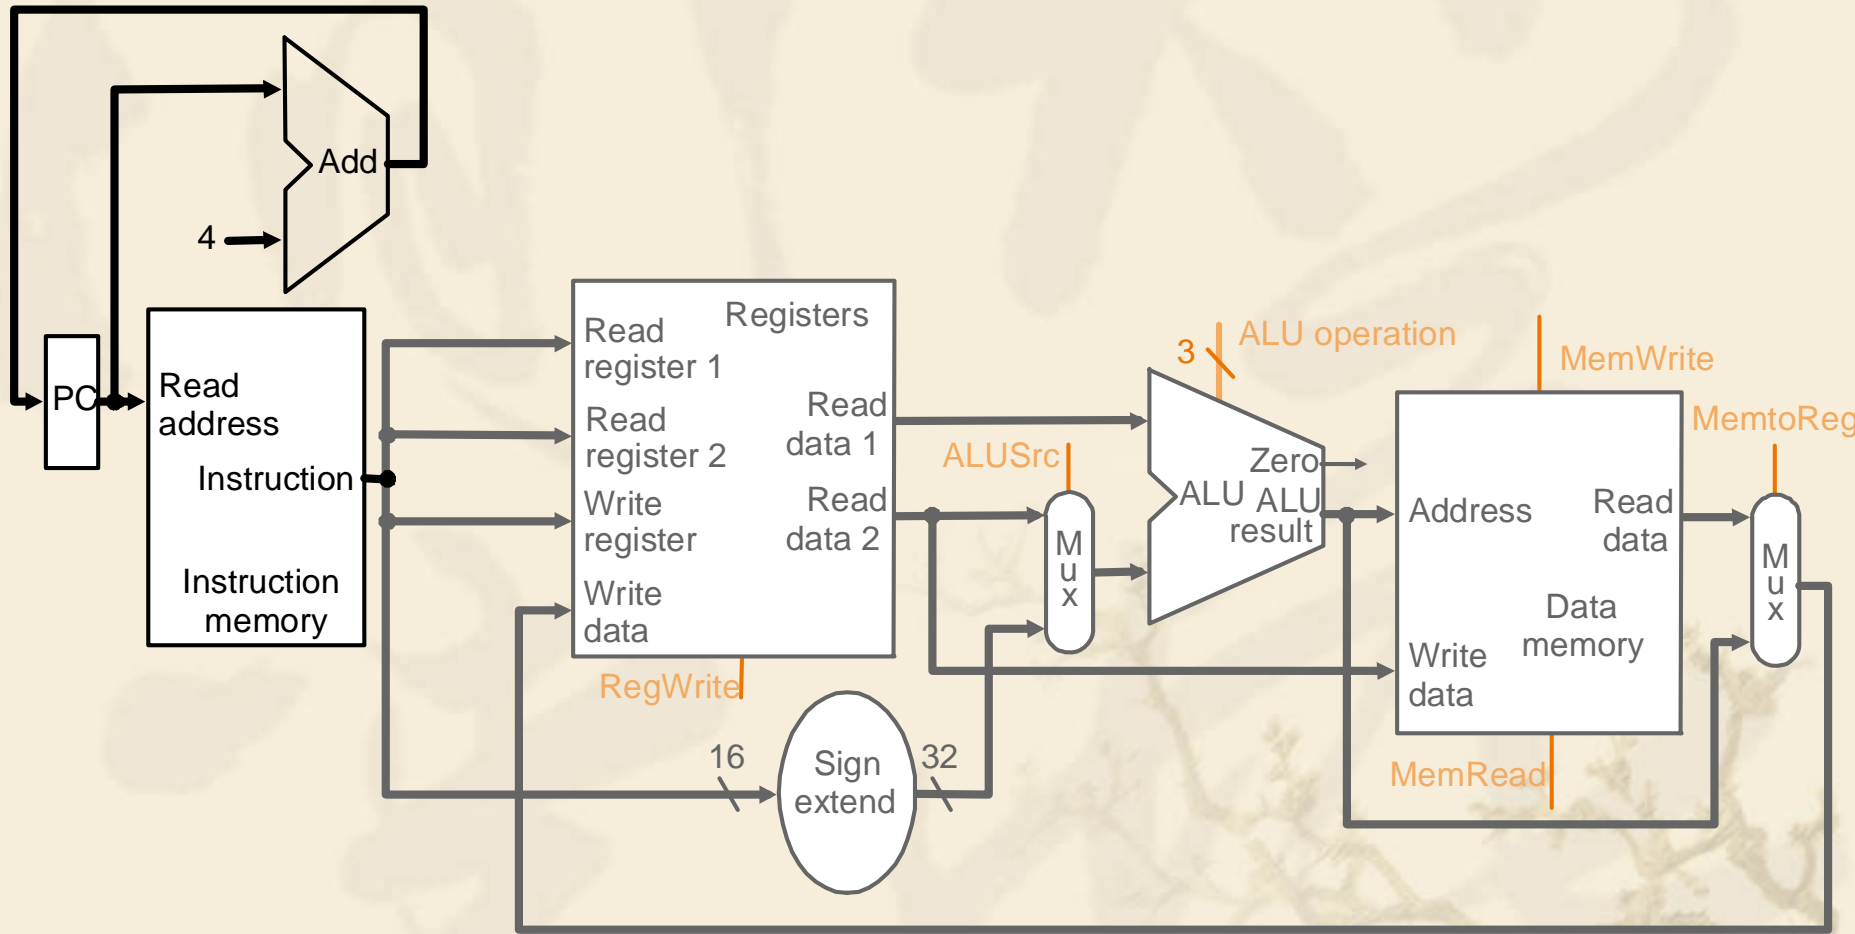 Add
4
PC
Read
address
Instruction
Instruction
memory
Registers
Read
register 1
Read
register 2
Write
register
Write
data
Read
data 1
Read
data 2
RegWrite
16
Sign
extend
32
ALUSrc
M
u
x
3
ALU operation
Zero
ALU
ALU
result
MemWrite
Address
Read
data
Data
memory
Write
data
MemRead
MemtoReg
M
u
x